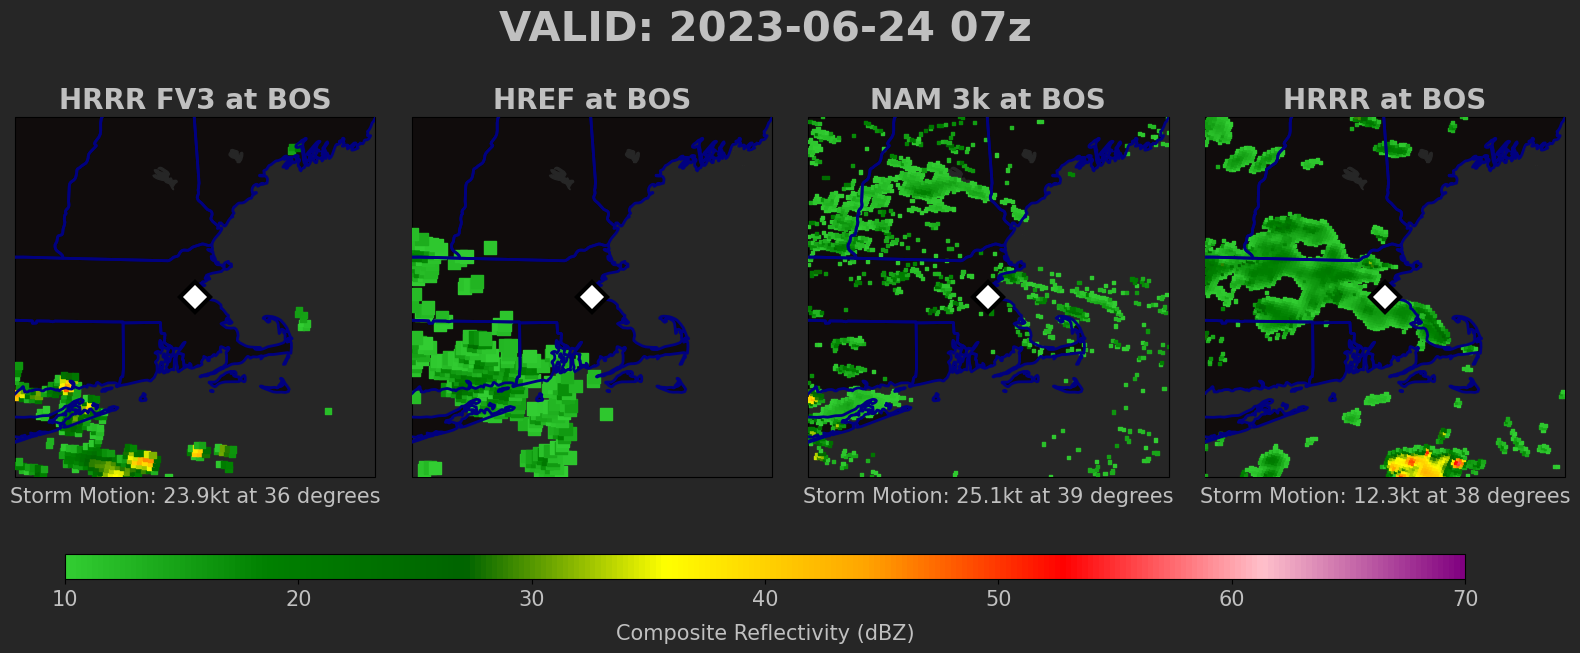 VALID: 2023-06-24 07z
HRRR FV3 at BOS
HREF at BOS
NAM 3k at BOS
HRRR at BOS
Storm Motion: 23.9kt at 36 degrees
Storm Motion: 25.1kt at 39 degrees
Storm Motion: 12.3kt at 38 degrees
10 20 30 40 50 60 70
Composite Reflectivity (dBZ)